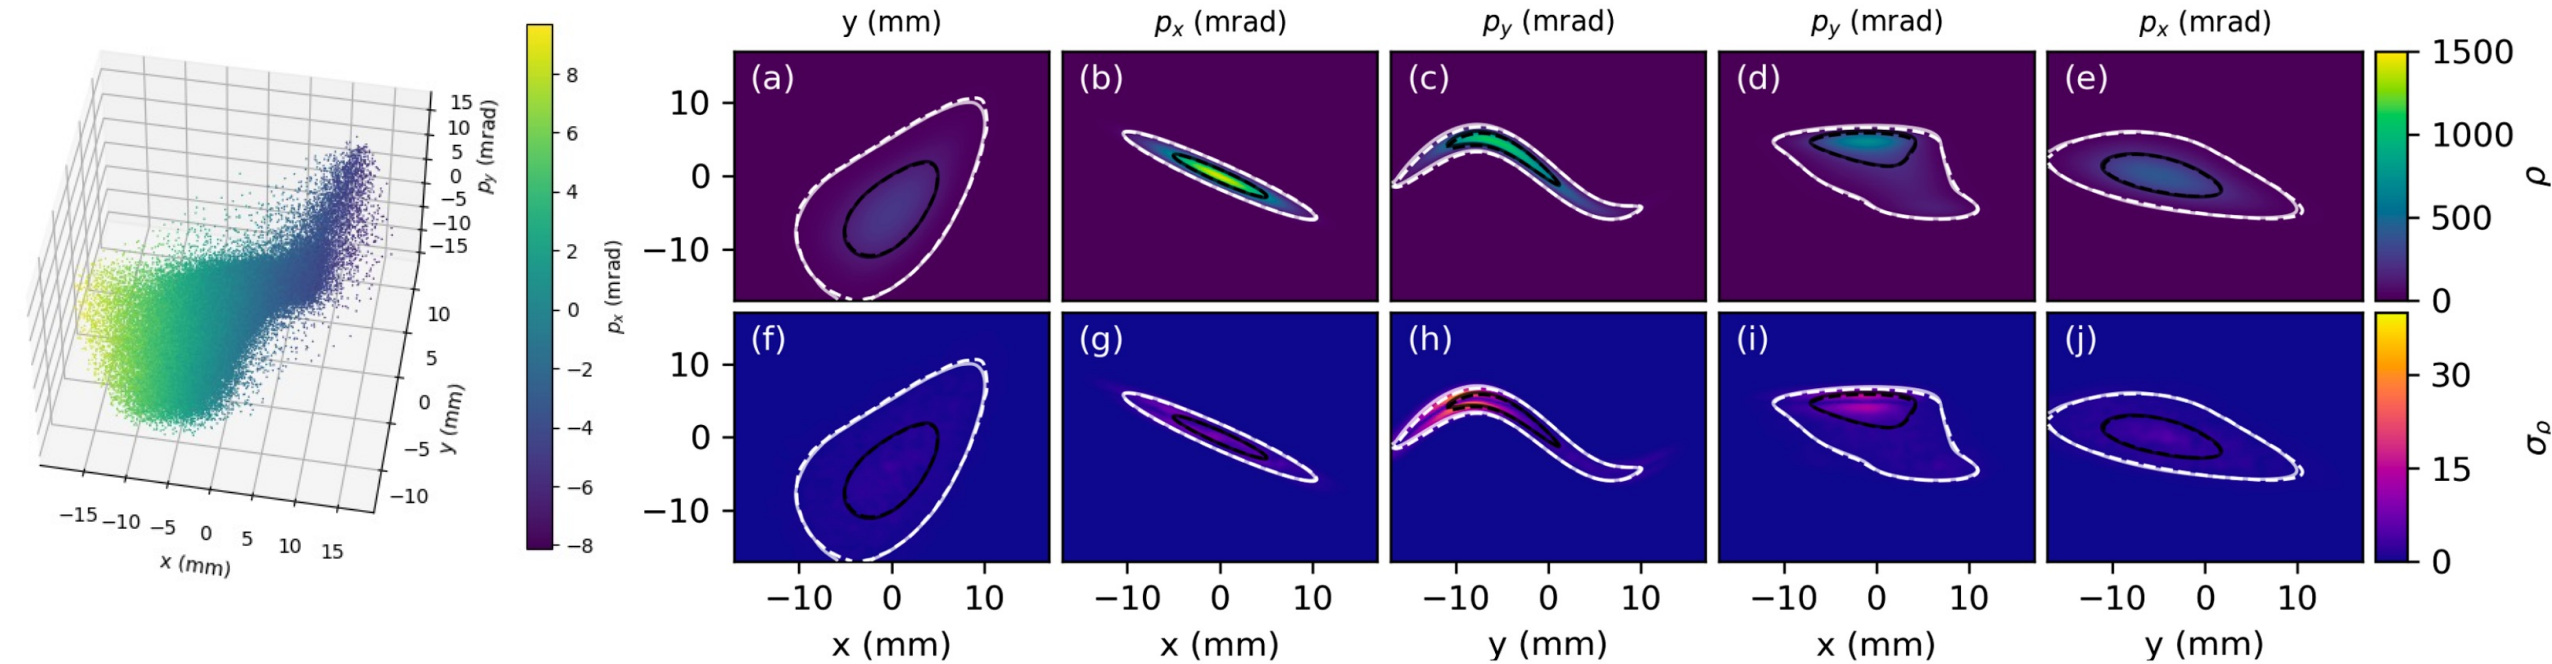 8
6
4
2
0
−2
−4
−6
−8
pₓ (mrad)
15
10
5
0
−5
−10
−15
p_y (mrad)
10
5
0
−5
−10
y (mm)
−15 −10 −5 0 5 10 15
x (mm)
y (mm) pₓ (mrad) p_y (mrad) p_y (mrad) pₓ (mrad)
(a) (b) (c) (d) (e)
10
0
−10
1500
1000
500
0
ρ
(f) (g) (h) (i) (j)
10
0
−10
30
15
0
σ_ρ
−10 0 10 −10 0 10 −10 0 10 −10 0 10 −10 0 10
x (mm) x (mm) y (mm) x (mm) y (mm)